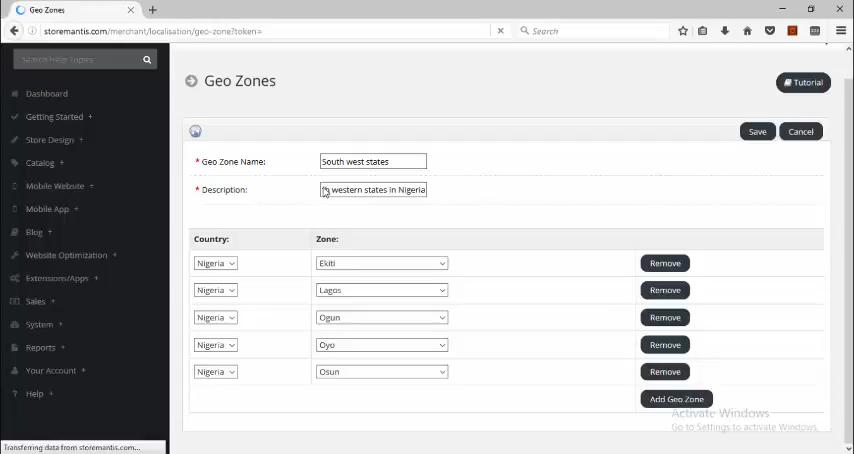 Geo Zones
storemantis.com/merchant/localisation/geo-zone?token=
Search
Search Help Topics
Dashboard
Getting Started +
Store Design +
Catalog +
Mobile Website +
Mobile App +
Blog +
Website Optimization +
Extensions/Apps +
Sales +
System +
Reports +
Your Account +
Help +
Geo Zones
Tutorial
Save
Cancel
* Geo Zone Name:
South west states
* Description:
western states in Nigeria
Country:
Zone:
Nigeria
Ekiti
Remove
Nigeria
Lagos
Remove
Nigeria
Ogun
Remove
Nigeria
Oyo
Remove
Nigeria
Osun
Remove
Add Geo Zone
Activate Windows
Go to Settings to activate Windows.
Transferring data from storemantis.com...